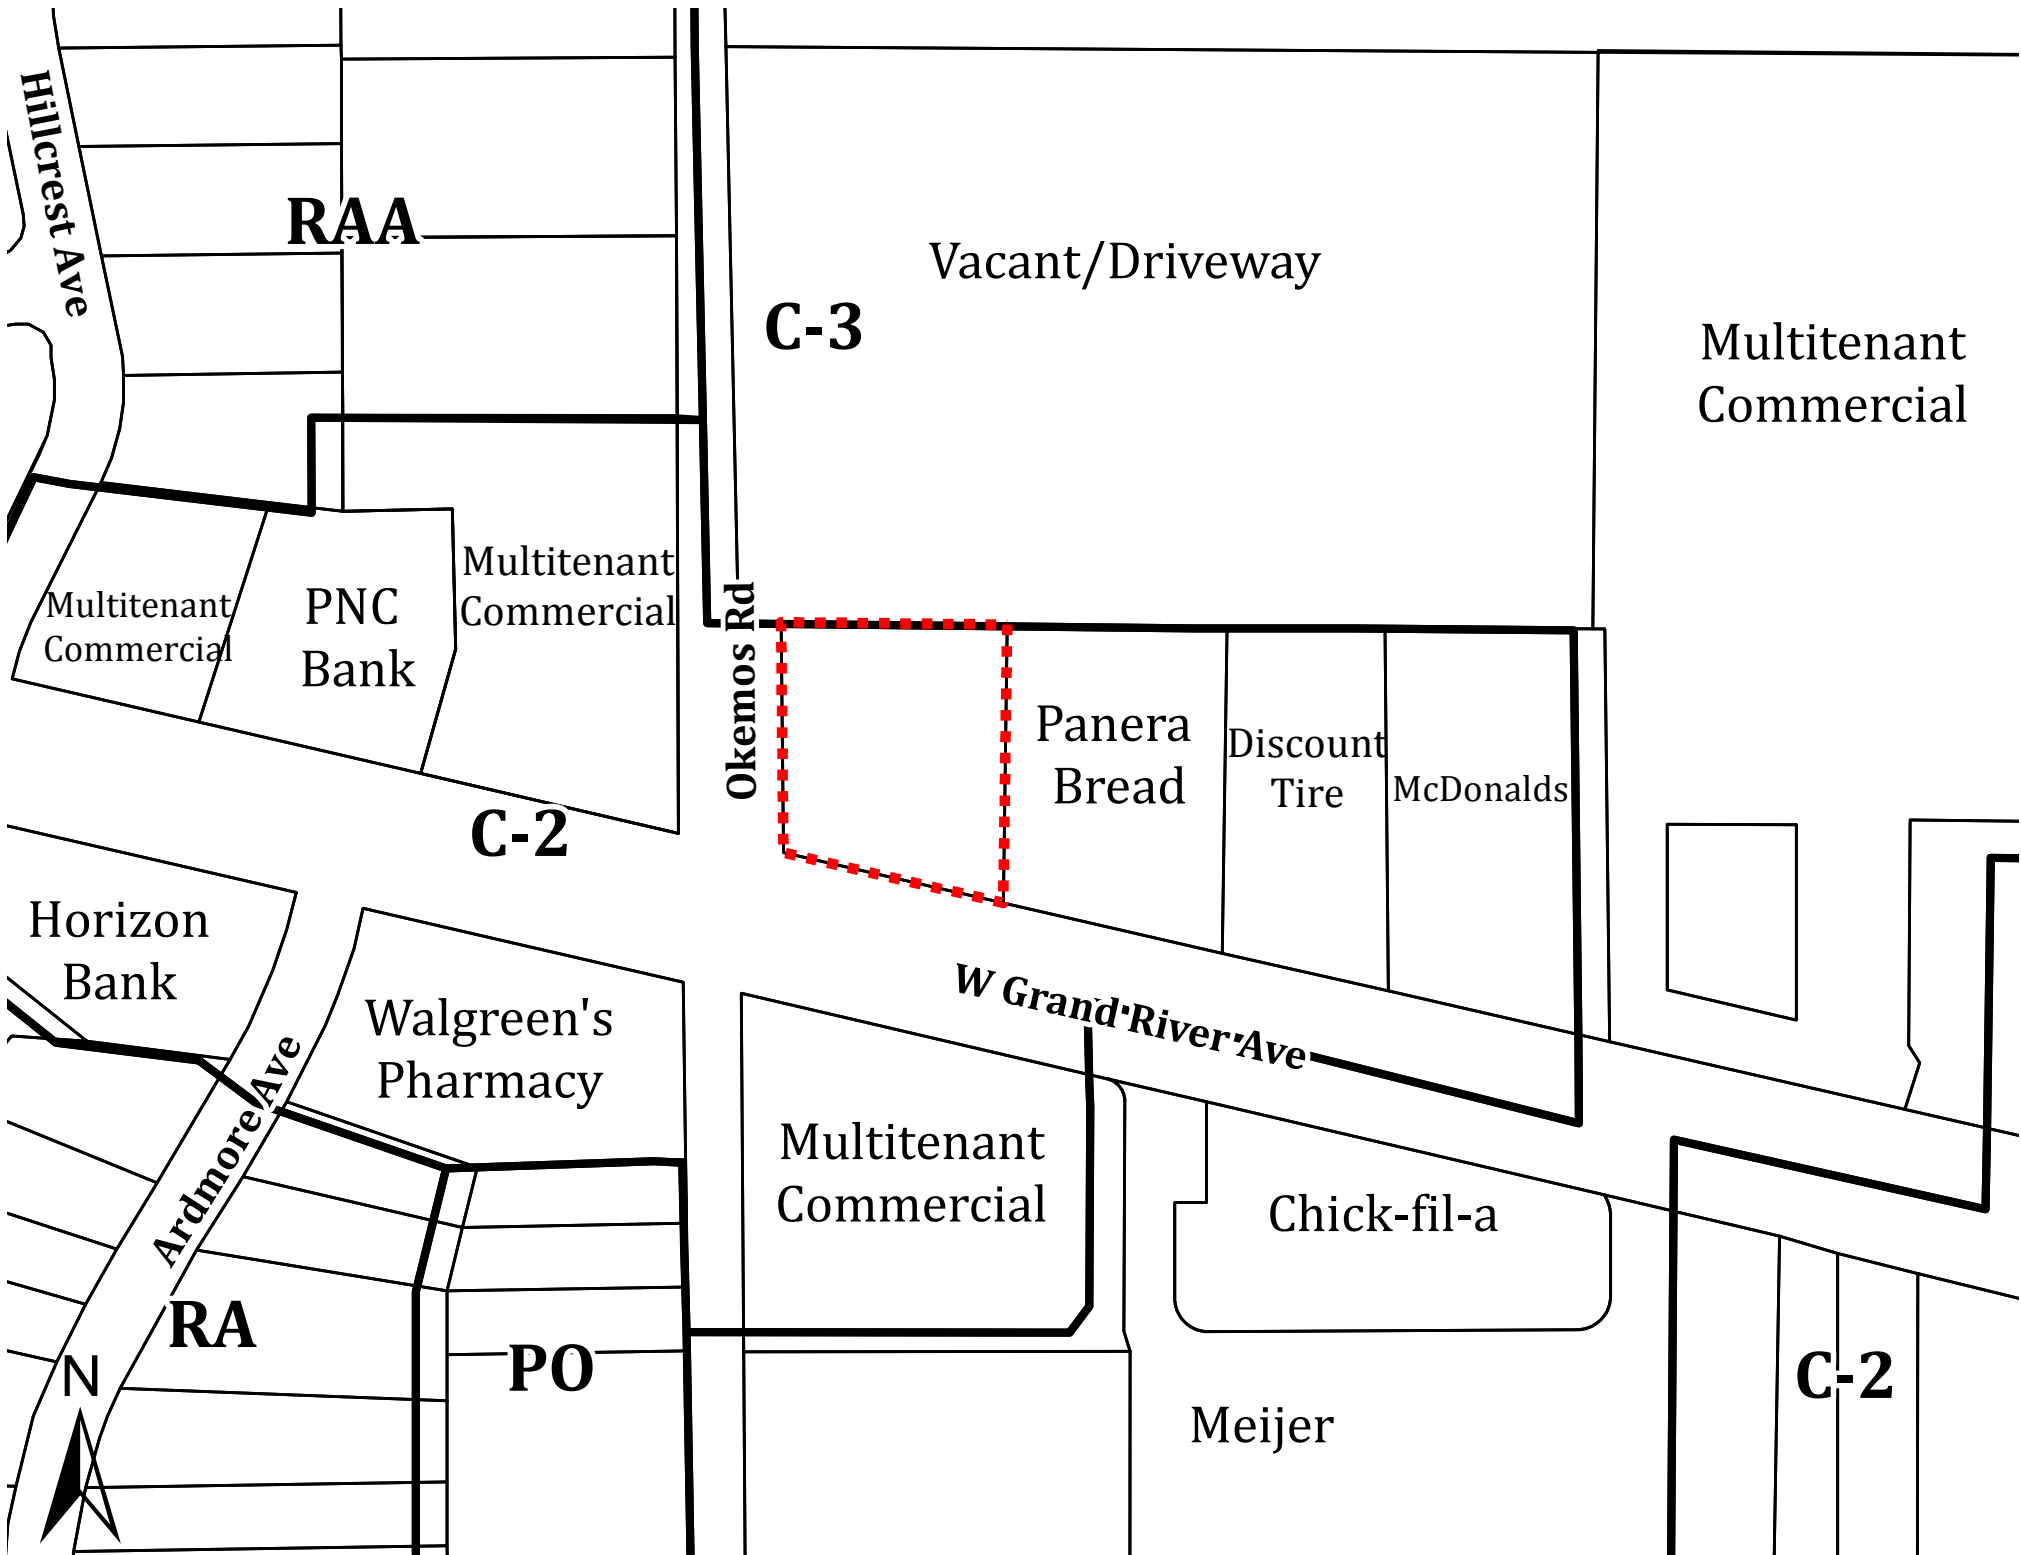 Hillcrest Ave
RAA
Vacant/Driveway
C-3
Multitenant
Commercial
Multitenant
Commercial
PNC
Bank
Multitenant
Commercial
Okemos Rd
Panera
Bread
Discount
Tire
McDonalds
C-2
Horizon
Bank
Walgreen's
Pharmacy
W Grand River Ave
Ardmore Ave
Multitenant
Commercial
Chick-fil-a
RA
PO
N
Meijer
C-2